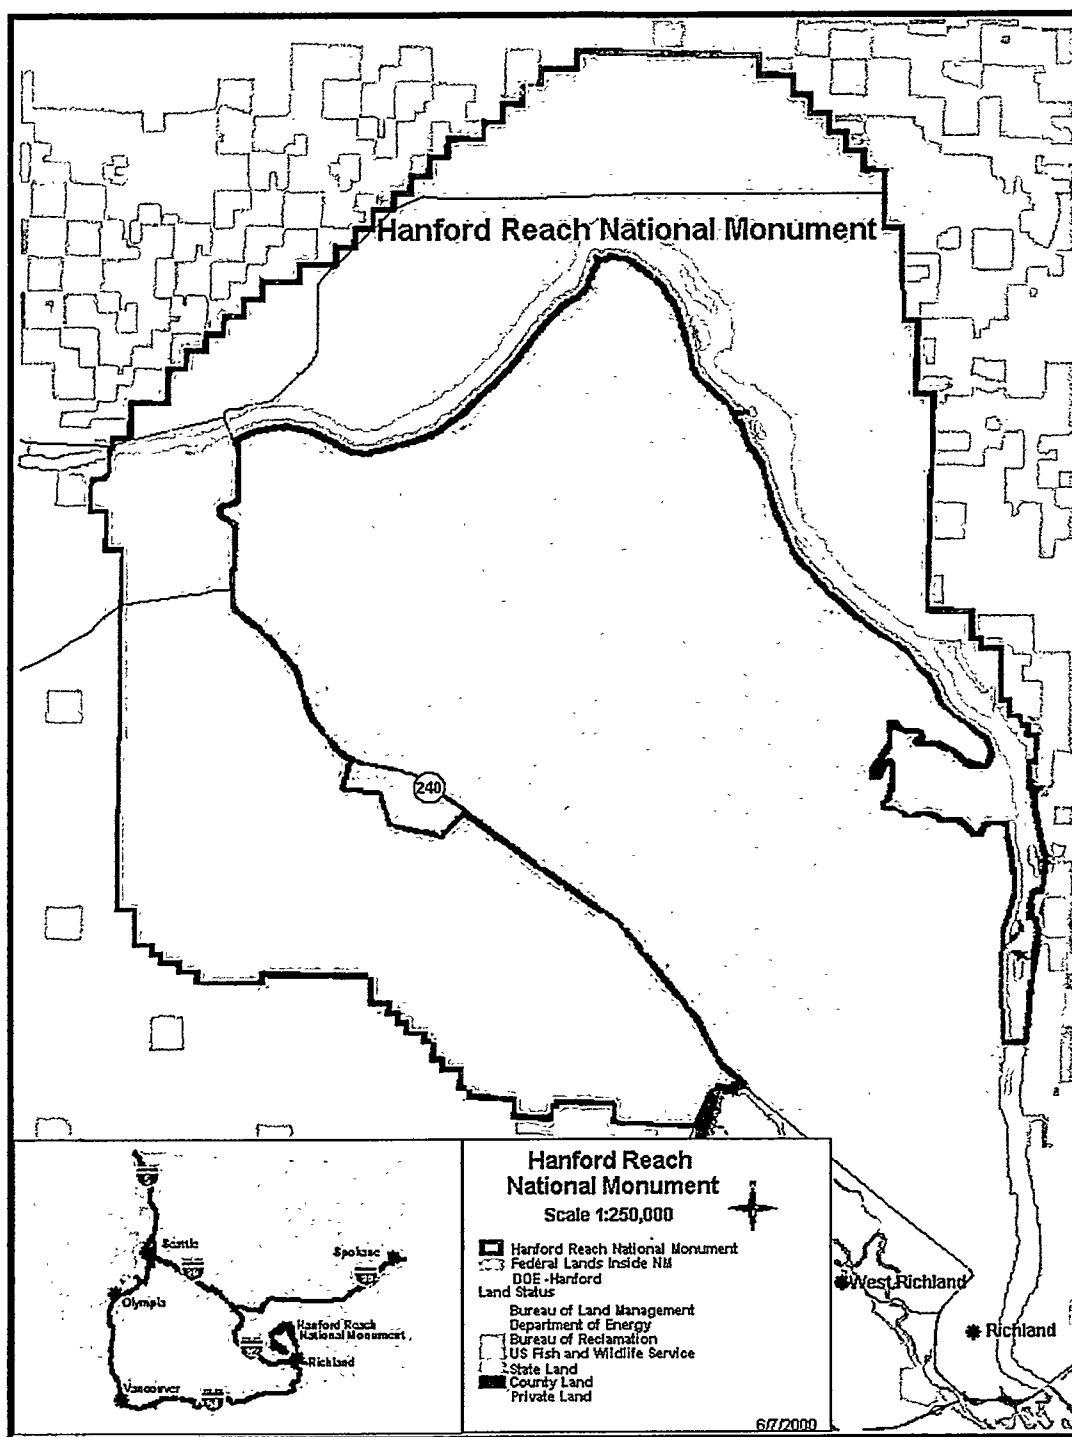 Hanford Reach National Monument
240
Hanford Reach
National Monument
Scale 1:250,000
N
Hanford Reach National Monument
Federal Lands Inside NM
DOE-Hanford
Land Status
Bureau of Land Management
Department of Energy
Bureau of Reclamation
US Fish and Wildlife Service
State Land
County Land
Private Land
6/7/2000
Seattle
Spokane
Olympia
Hanford Reach
National Monument
Richland
Vancouver
West Richland
Richland